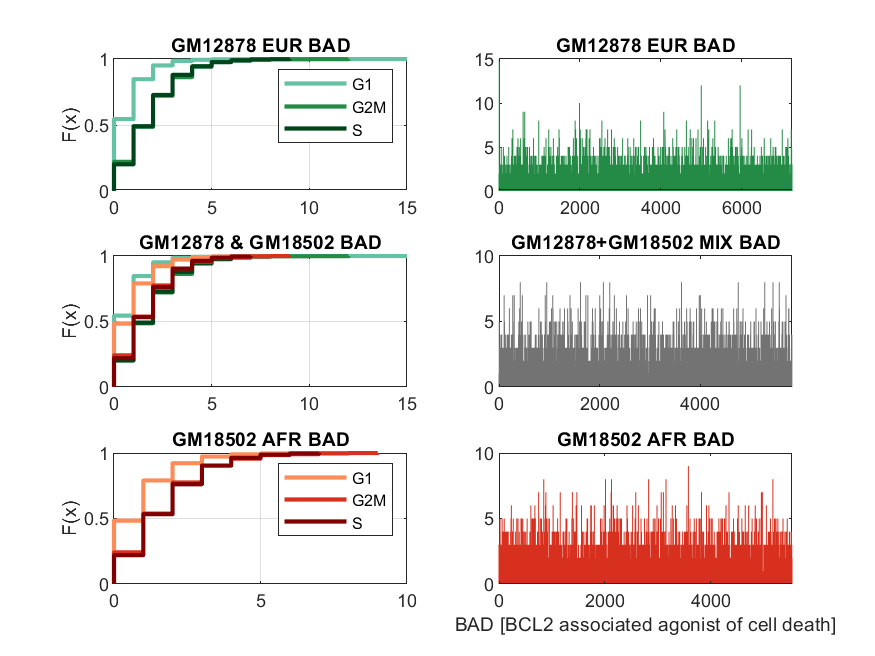 GM12878 EUR BAD
1
0.5
0
F(x)
0 5 10 15
G1
G2M
S
GM12878 EUR BAD
15
10
5
0
0 2000 4000 6000
GM12878 & GM18502 BAD
1
0.5
0
F(x)
0 5 10 15
GM12878+GM18502 MIX BAD
10
5
0
0 2000 4000
GM18502 AFR BAD
1
0.5
0
F(x)
0 5 10
G1
G2M
S
GM18502 AFR BAD
10
5
0
0 2000 4000
BAD [BCL2 associated agonist of cell death]